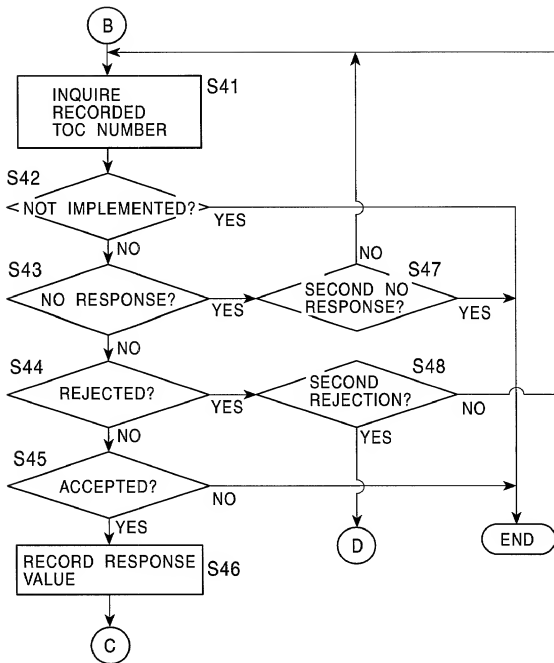 B
S41
INQUIRE
RECORDED
TOC NUMBER
S42
NOT IMPLEMENTED?
YES
NO
NO
S43
S47
NO RESPONSE?
YES
SECOND NO
RESPONSE?
YES
NO
S44
S48
REJECTED?
YES
SECOND
REJECTION?
NO
NO
YES
S45
ACCEPTED?
NO
YES
D
END
RECORD RESPONSE
VALUE
S46
C